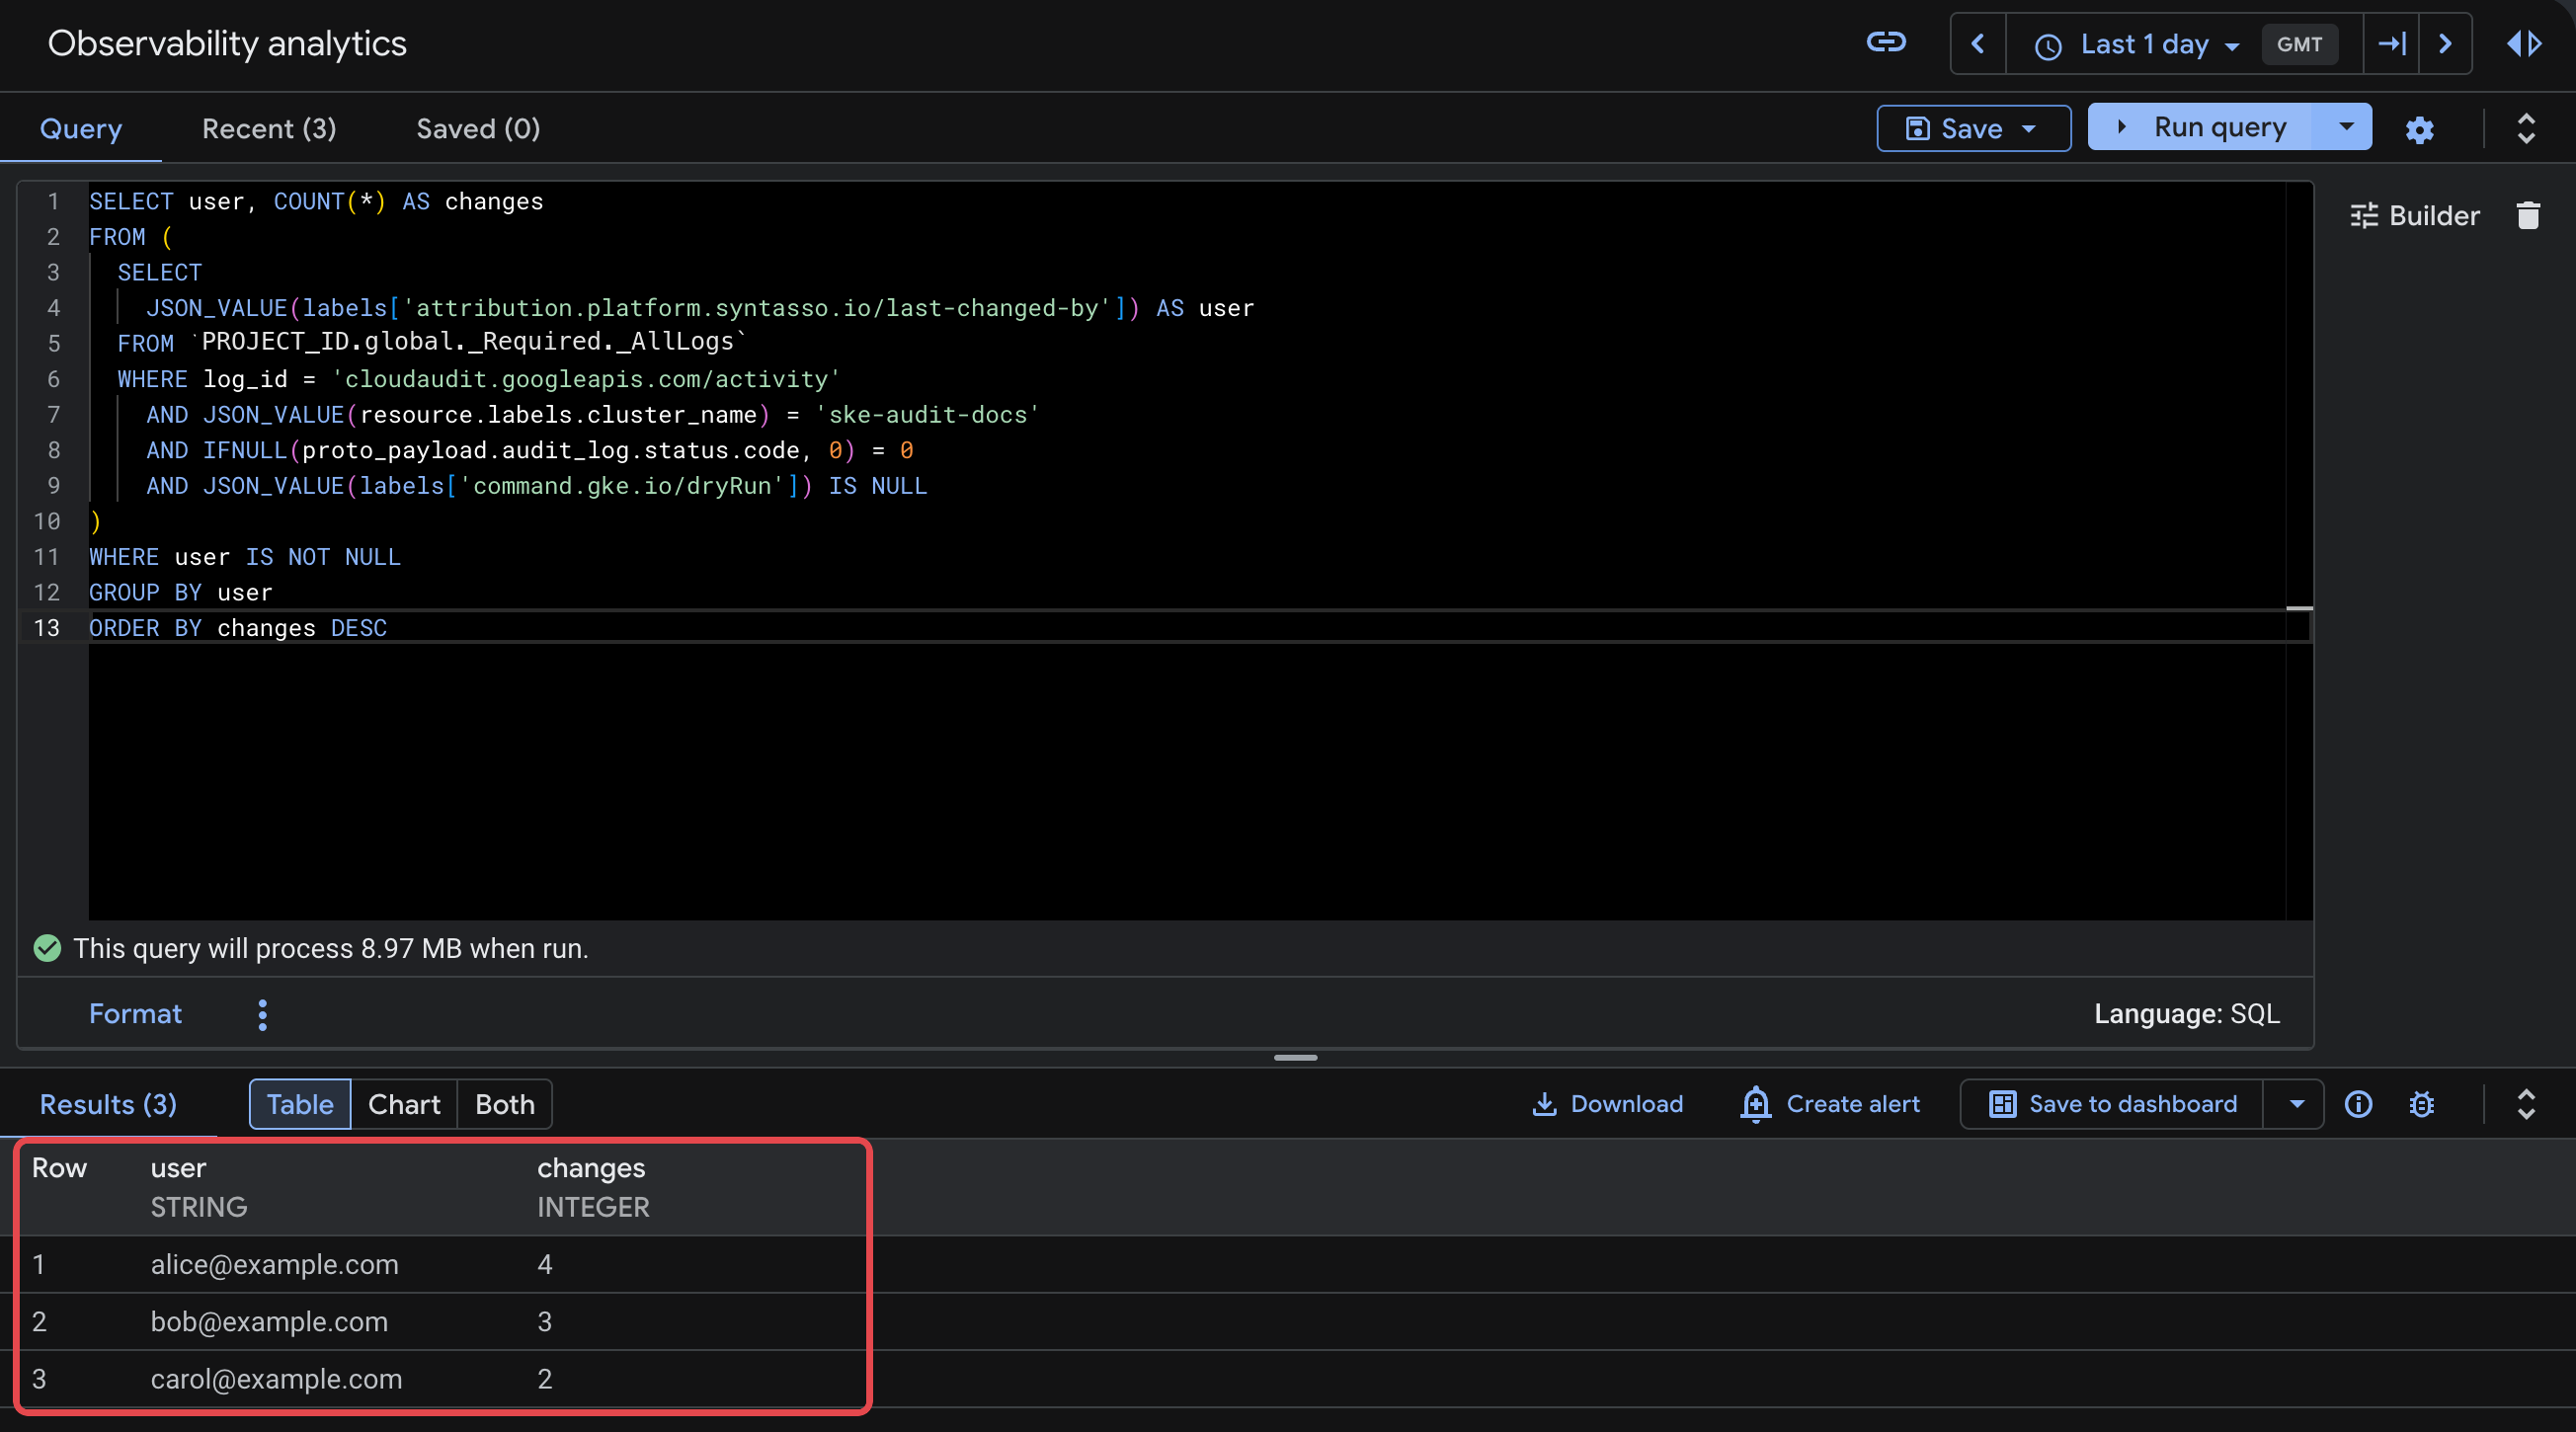 Observability analytics
Last 1 day GMT
Query Recent (3) Saved (0) Save Run query
Builder
1 SELECT user, COUNT(*) AS changes
2 FROM (
3 SELECT
4 JSON_VALUE(labels['attribution.platform.syntasso.io/last-changed-by']) AS user
5 FROM `PROJECT_ID.global._Required._AllLogs`
6 WHERE log_id = 'cloudaudit.googleapis.com/activity'
7 AND JSON_VALUE(resource.labels.cluster_name) = 'ske-audit-docs'
8 AND IFNULL(proto_payload.audit_log.status.code, 0) = 0
9 AND JSON_VALUE(labels['command.gke.io/dryRun']) IS NULL
10 )
11 WHERE user IS NOT NULL
12 GROUP BY user
13 ORDER BY changes DESC
This query will process 8.97 MB when run.
Format Language: SQL
Results (3) Table Chart Both Download Create alert Save to dashboard
Row user changes
STRING INTEGER
1 alice@example.com 4
2 bob@example.com 3
3 carol@example.com 2